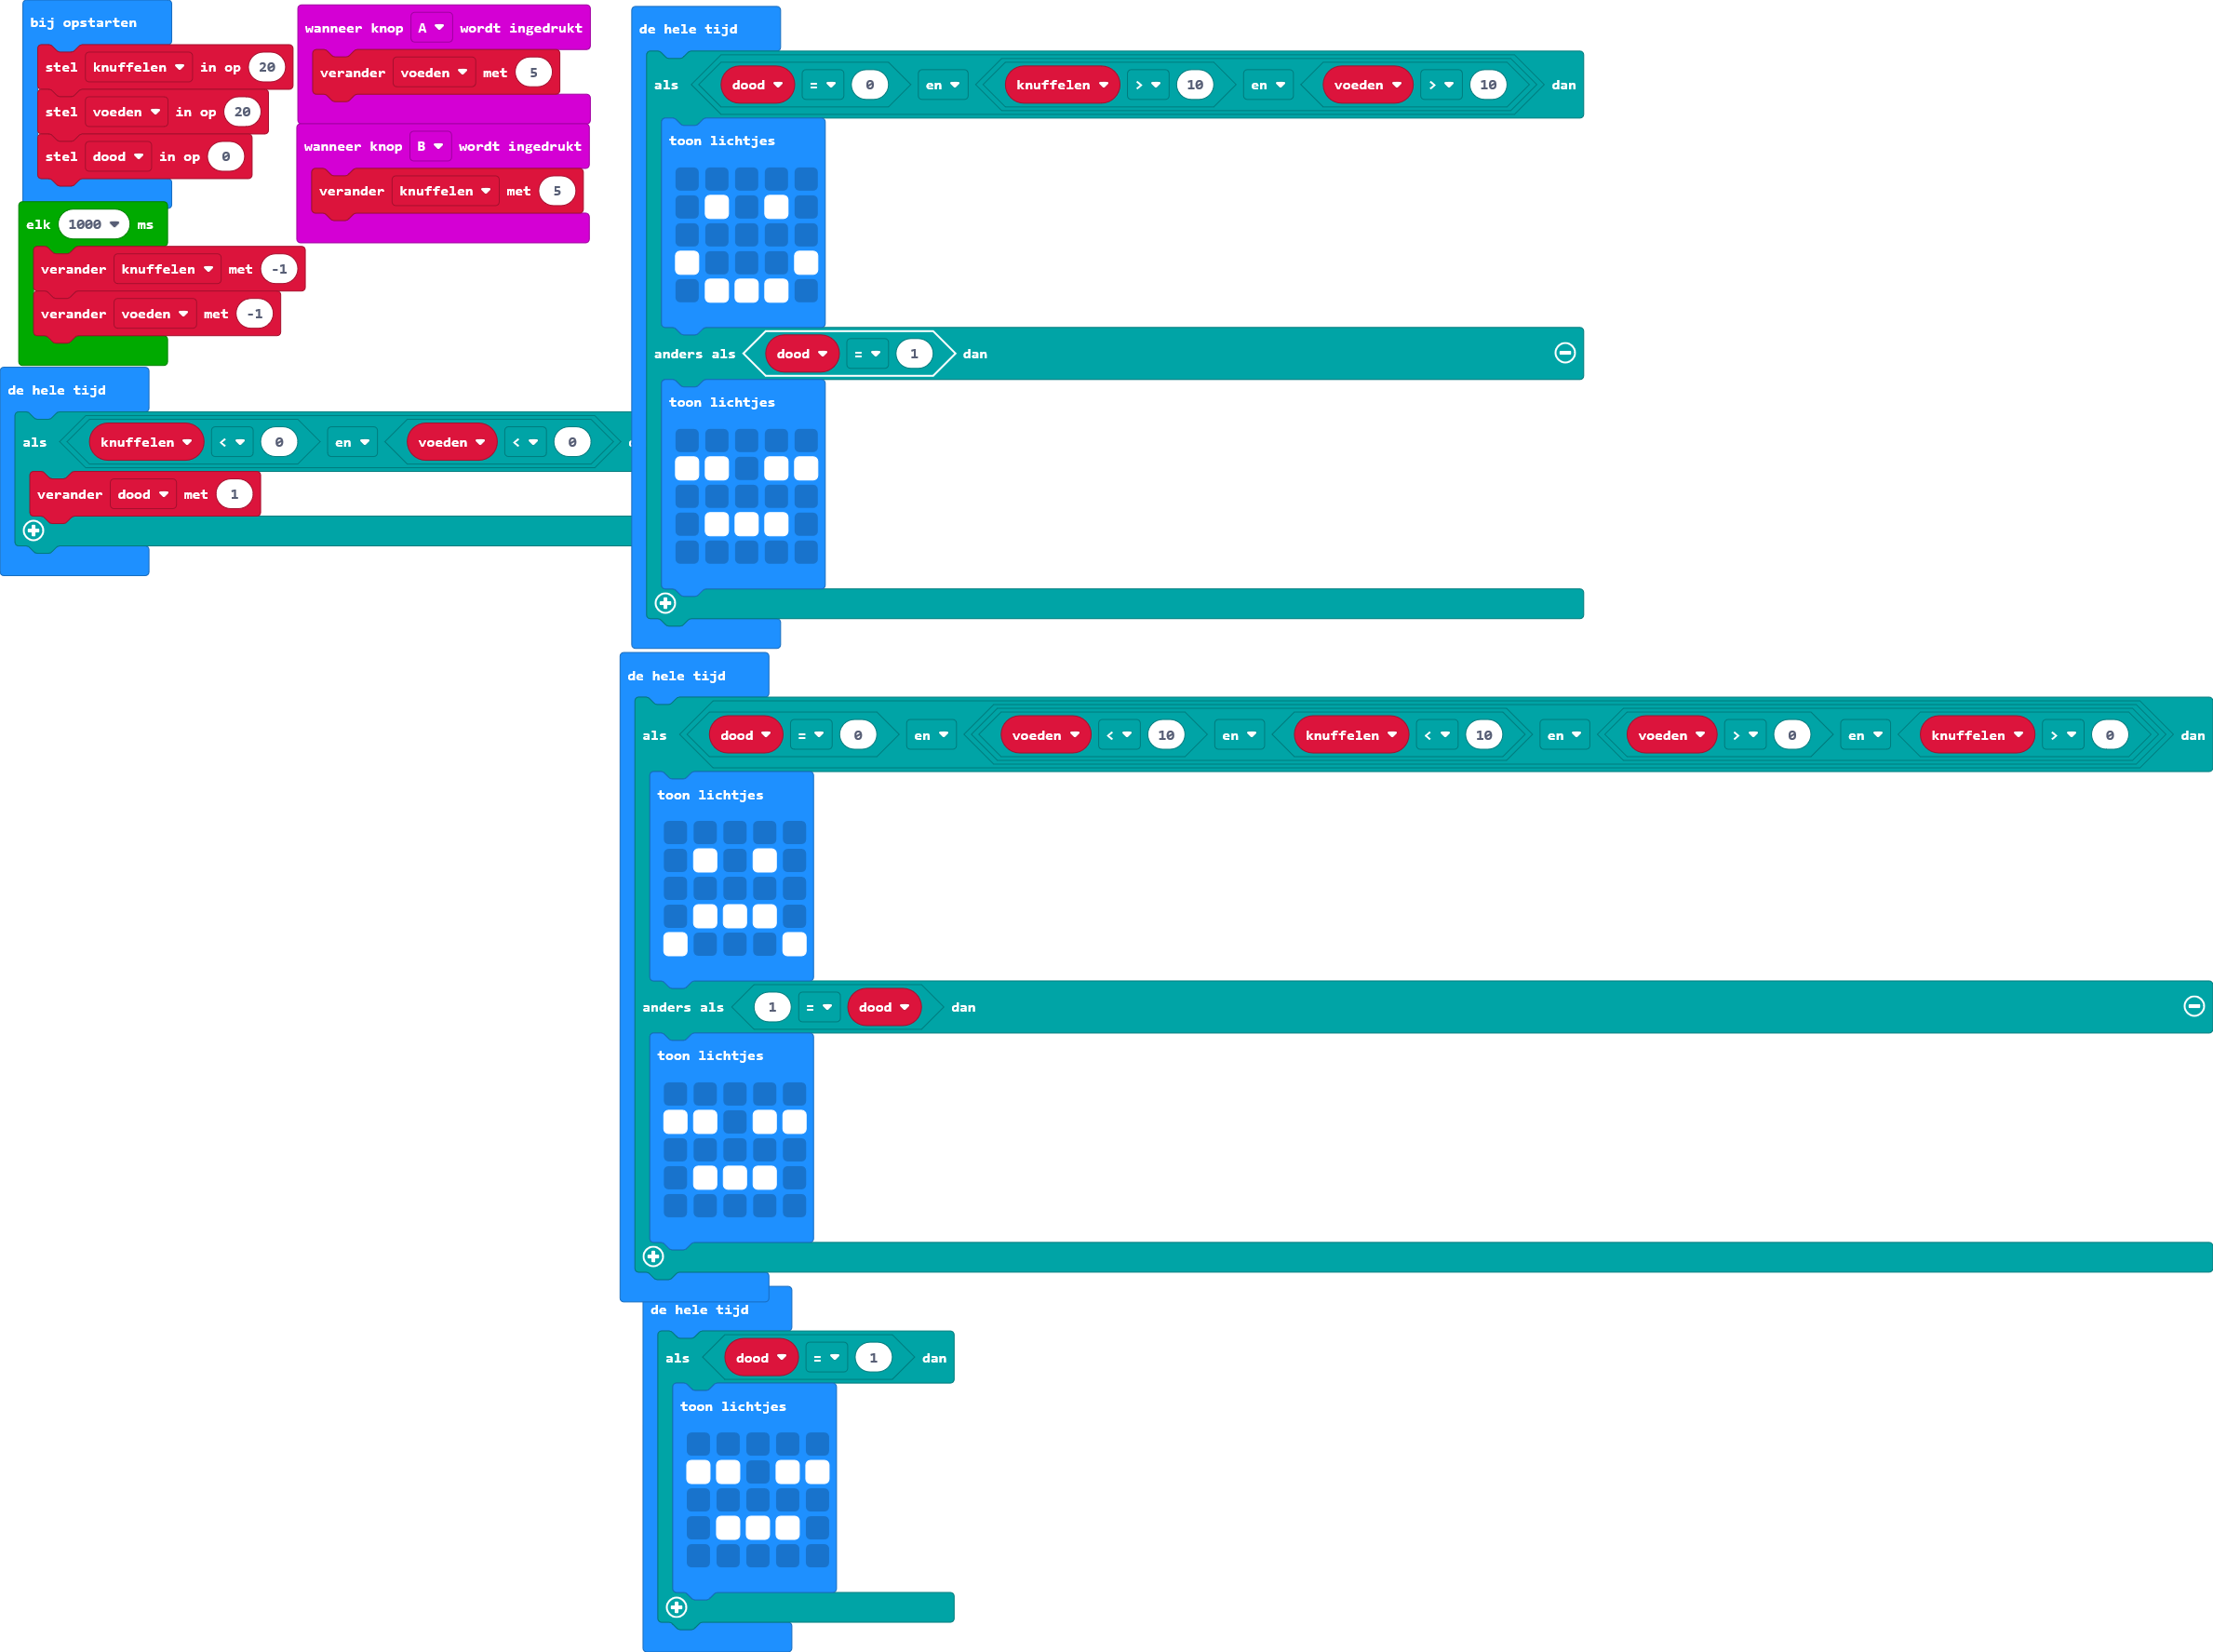 bij opstarten
stel knuffelen in op 20
stel voeden in op 20
stel dood in op 0
elk 1000 ms
verander knuffelen met -1
verander voeden met -1
de hele tijd
als knuffelen < 0 en voeden < 0
verander dood met 1
wanneer knop A wordt ingedrukt
verander voeden met 5
wanneer knop B wordt ingedrukt
verander knuffelen met 5
de hele tijd
als dood = 0 en knuffelen > 10 en voeden > 10 dan
toon lichtjes
anders als dood = 1 dan
toon lichtjes
de hele tijd
als dood = 0 en voeden < 10 en knuffelen < 10 en voeden > 0 en knuffelen > 0 dan
toon lichtjes
anders als 1 = dood dan
toon lichtjes
de hele tijd
als dood = 1 dan
toon lichtjes